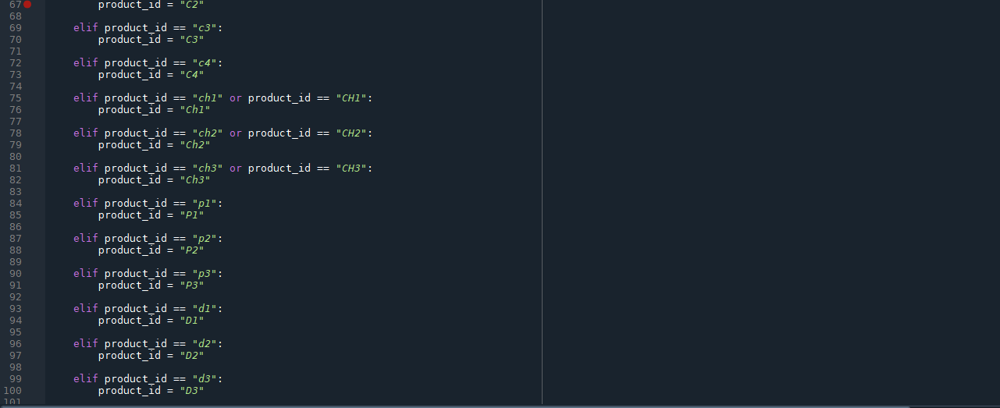 67 product_id = "C2"
68
69 elif product_id == "c3":
70 product_id = "C3"
71
72 elif product_id == "c4":
73 product_id = "C4"
74
75 elif product_id == "ch1" or product_id == "CH1":
76 product_id = "Ch1"
77
78 elif product_id == "ch2" or product_id == "CH2":
79 product_id = "Ch2"
80
81 elif product_id == "ch3" or product_id == "CH3":
82 product_id = "Ch3"
83
84 elif product_id == "p1":
85 product_id = "P1"
86
87 elif product_id == "p2":
88 product_id = "P2"
89
90 elif product_id == "p3":
91 product_id = "P3"
92
93 elif product_id == "d1":
94 product_id = "D1"
95
96 elif product_id == "d2":
97 product_id = "D2"
98
99 elif product_id == "d3":
100 product_id = "D3"
101